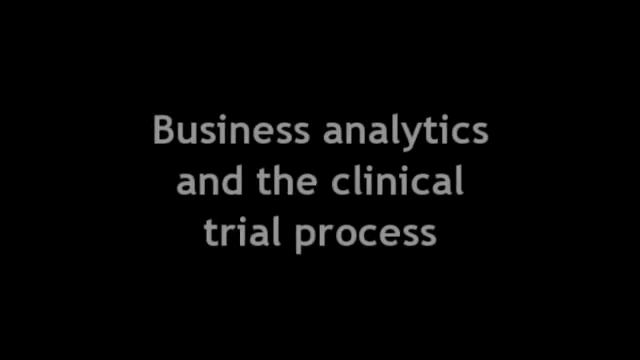 Business analytics
and the clinical
trial process